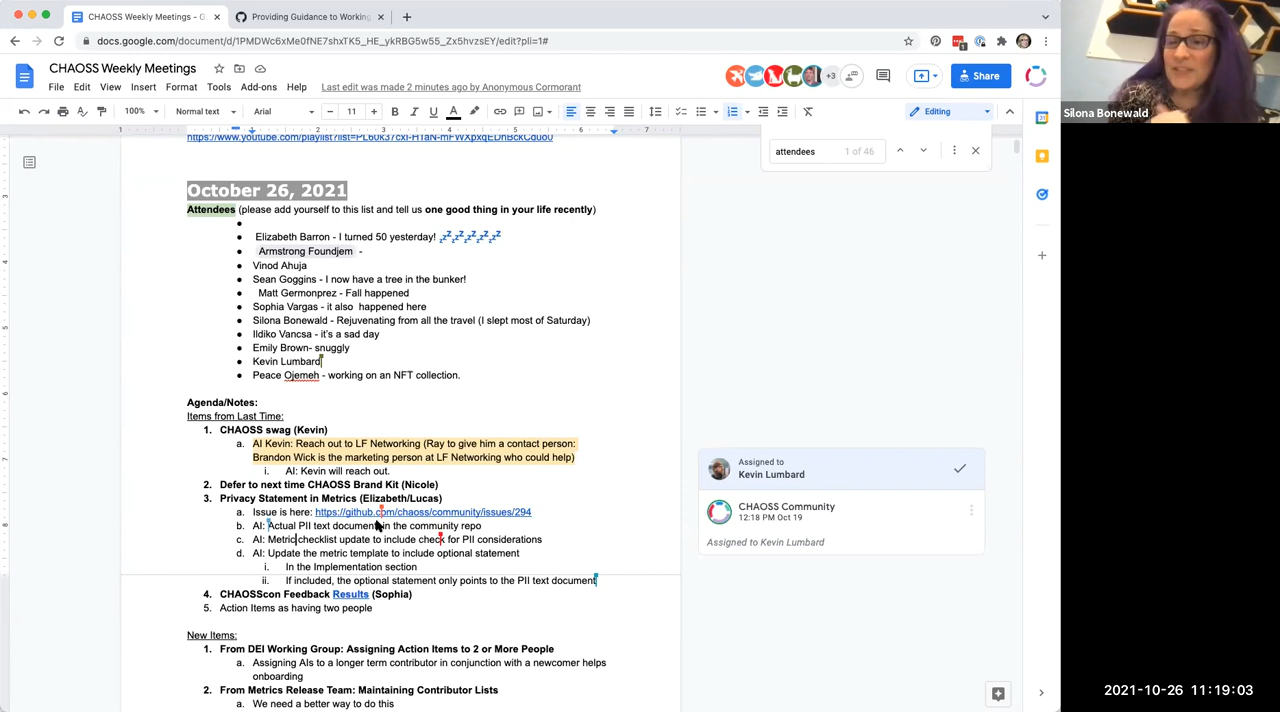 CHAOSS Weekly Meetings - G
Providing Guidance to Workin
docs.google.com/document/d/1PMDWc6xMe0fNE7shxTK5_HE_ykRBG5w55_Zx5hvzsEY/edit?pli=1#
CHAOSS Weekly Meetings
File Edit View Insert Format Tools Add-ons Help Last edit was made 2 minutes ago by Anonymous Cormorant
+3
Share
100% Normal text Arial 11 Editing
Silona Bonewald
attendees 1 of 46
October 26, 2021
Attendees (please add yourself to this list and tell us one good thing in your life recently)
Elizabeth Barron - I turned 50 yesterday! 💤💤💤💤💤💤
Armstrong Foundjem -
Vinod Ahuja
Sean Goggins - I now have a tree in the bunker!
Matt Germonprez - Fall happened
Sophia Vargas - it also happened here
Silona Bonewald - Rejuvenating from all the travel (I slept most of Saturday)
Ildiko Vancsa - it's a sad day
Emily Brown- snuggly
Kevin Lumbard
Peace Ojemeh - working on an NFT collection.
Agenda/Notes:
Items from Last Time:
1. CHAOSS swag (Kevin)
a. AI Kevin: Reach out to LF Networking (Ray to give him a contact person:
Brandon Wick is the marketing person at LF Networking who could help)
i. AI: Kevin will reach out.
2. Defer to next time CHAOSS Brand Kit (Nicole)
3. Privacy Statement in Metrics (Elizabeth/Lucas)
a. Issue is here: https://github.com/chaoss/community/issues/294
b. AI: Actual PII text document in the community repo
c. AI: Metric checklist update to include check for PII considerations
d. AI: Update the metric template to include optional statement
i. In the Implementation section
ii. If included, the optional statement only points to the PII text document
4. CHAOSScon Feedback Results (Sophia)
5. Action Items as having two people
New Items:
1. From DEI Working Group: Assigning Action Items to 2 or More People
a. Assigning AIs to a longer term contributor in conjunction with a newcomer helps
onboarding
2. From Metrics Release Team: Maintaining Contributor Lists
a. We need a better way to do this
Assigned to
Kevin Lumbard
CHAOSS Community
12:18 PM Oct 19
Assigned to Kevin Lumbard
2021-10-26 11:19:03